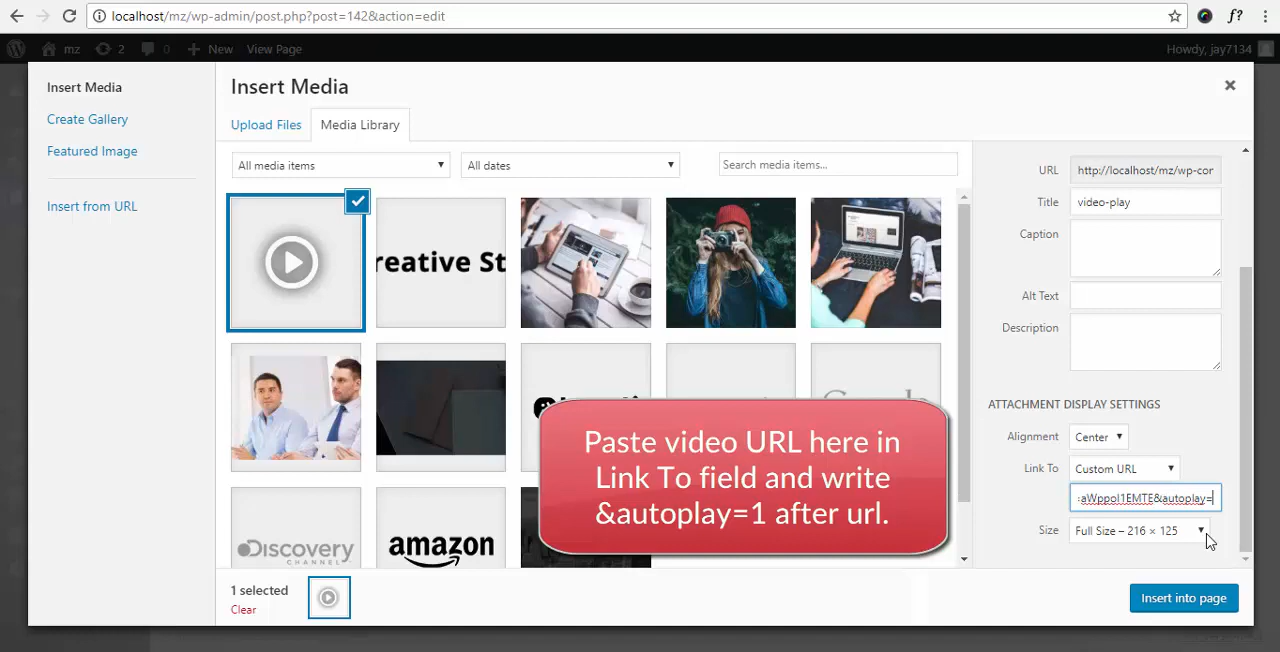 localhost/mz/wp-admin/post.php?post=142&action=edit
f?
mz
2
0
New
View Page
Howdy, jay7134
Insert Media
Create Gallery
Featured Image
Insert from URL
Insert Media
Upload Files
Media Library
All media items
All dates
Search media items...
reative St
Discovery
CHANNEL
amazon
URL
http://localhost/mz/wp-cor
Title
video-play
Caption
Alt Text
Description
ATTACHMENT DISPLAY SETTINGS
Alignment
Center
Link To
Custom URL
aWppoI1EMTE&autoplay=
Size
Full Size – 216 × 125
Paste video URL here in
Link To field and write
&autoplay=1 after url.
1 selected
Clear
Insert into page